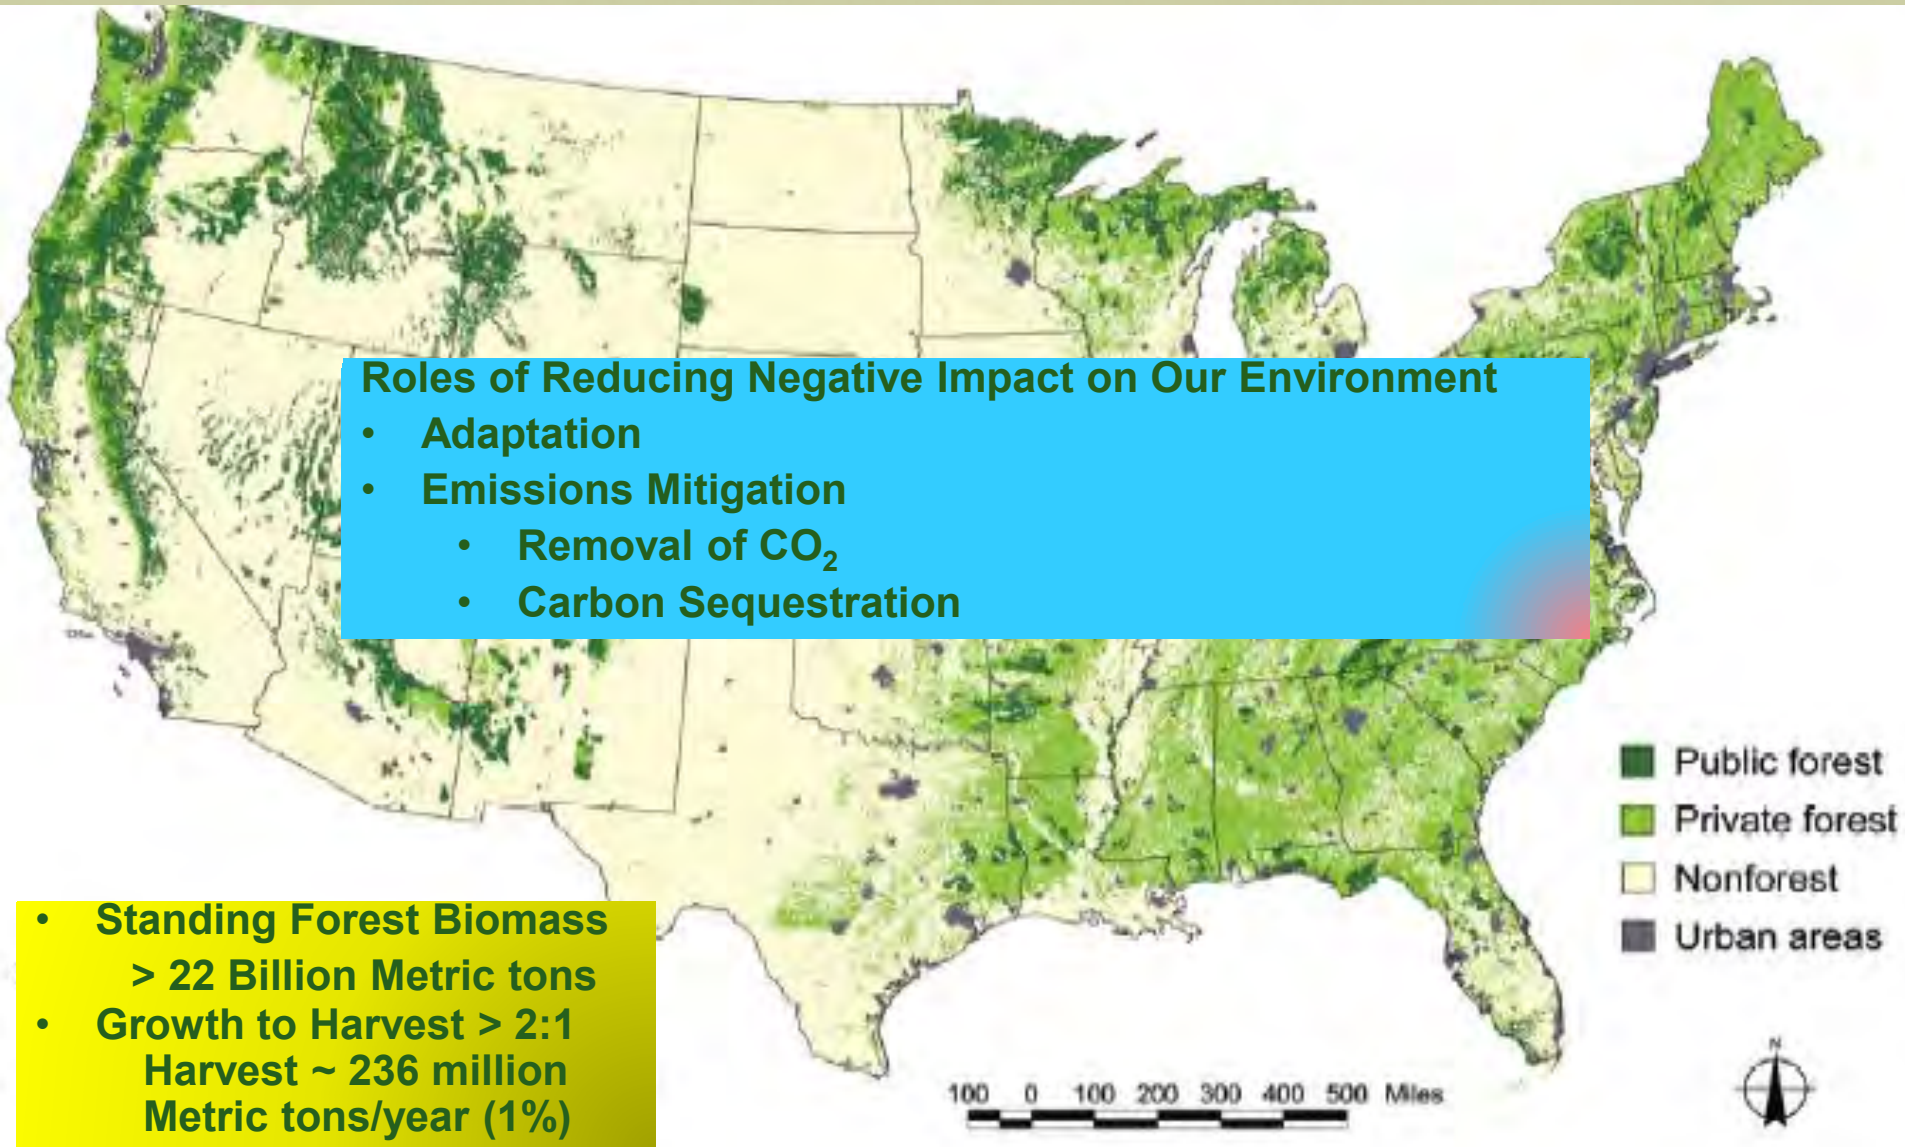 Roles of Reducing Negative Impact on Our Environment
• Adaptation
• Emissions Mitigation
• Removal of CO₂
• Carbon Sequestration
Public forest
Private forest
Nonforest
Urban areas
• Standing Forest Biomass
> 22 Billion Metric tons
• Growth to Harvest > 2:1
Harvest ~ 236 million
Metric tons/year (1%)
100 0 100 200 300 400 500 Miles
N